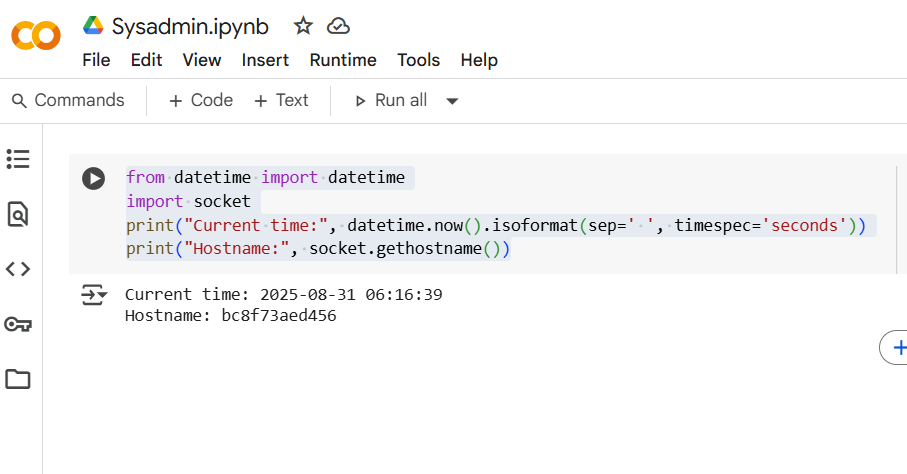 Sysadmin.ipynb
File Edit View Insert Runtime Tools Help
Commands + Code + Text Run all
from datetime import datetime
import socket
print("Current time:", datetime.now().isoformat(sep=' ', timespec='seconds'))
print("Hostname:", socket.gethostname())
Current time: 2025-08-31 06:16:39
Hostname: bc8f73aed456